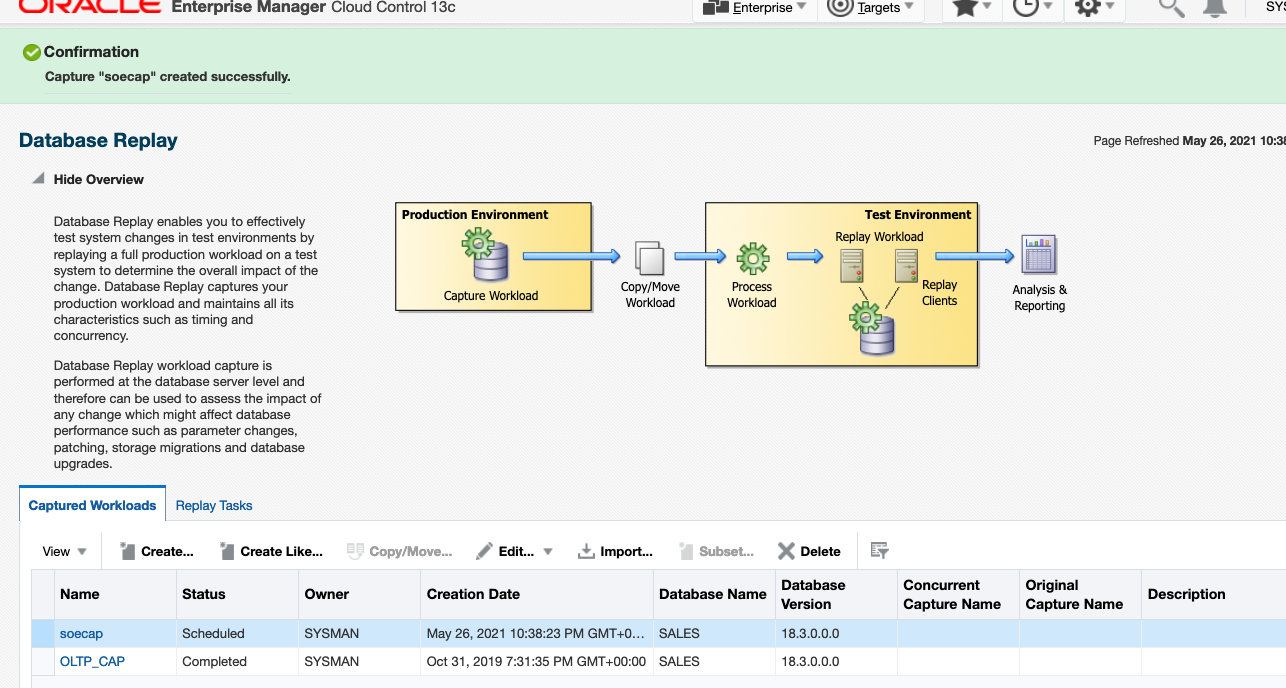 ORACLE Enterprise Manager Cloud Control 13c
Enterprise
Targets
Confirmation
Capture "soecap" created successfully.
Database Replay
Page Refreshed May 26, 2021 10:38
Hide Overview
Database Replay enables you to effectively
test system changes in test environments by
replaying a full production workload on a test
system to determine the overall impact of the
change. Database Replay captures your
production workload and maintains all its
characteristics such as timing and
concurrency.
Database Replay workload capture is
performed at the database server level and
therefore can be used to assess the impact of
any change which might affect database
performance such as parameter changes,
patching, storage migrations and database
upgrades.
Production Environment
Capture Workload
Copy/Move
Workload
Test Environment
Process
Workload
Replay Workload
Replay
Clients
Analysis &
Reporting
Captured Workloads Replay Tasks
View Create... Create Like... Copy/Move... Edit... Import... Subset... Delete
Name Status Owner Creation Date Database Name Database Version Concurrent Capture Name Original Capture Name Description
soecap Scheduled SYSMAN May 26, 2021 10:38:23 PM GMT+0... SALES 18.3.0.0.0
OLTP_CAP Completed SYSMAN Oct 31, 2019 7:31:35 PM GMT+00:00 SALES 18.3.0.0.0